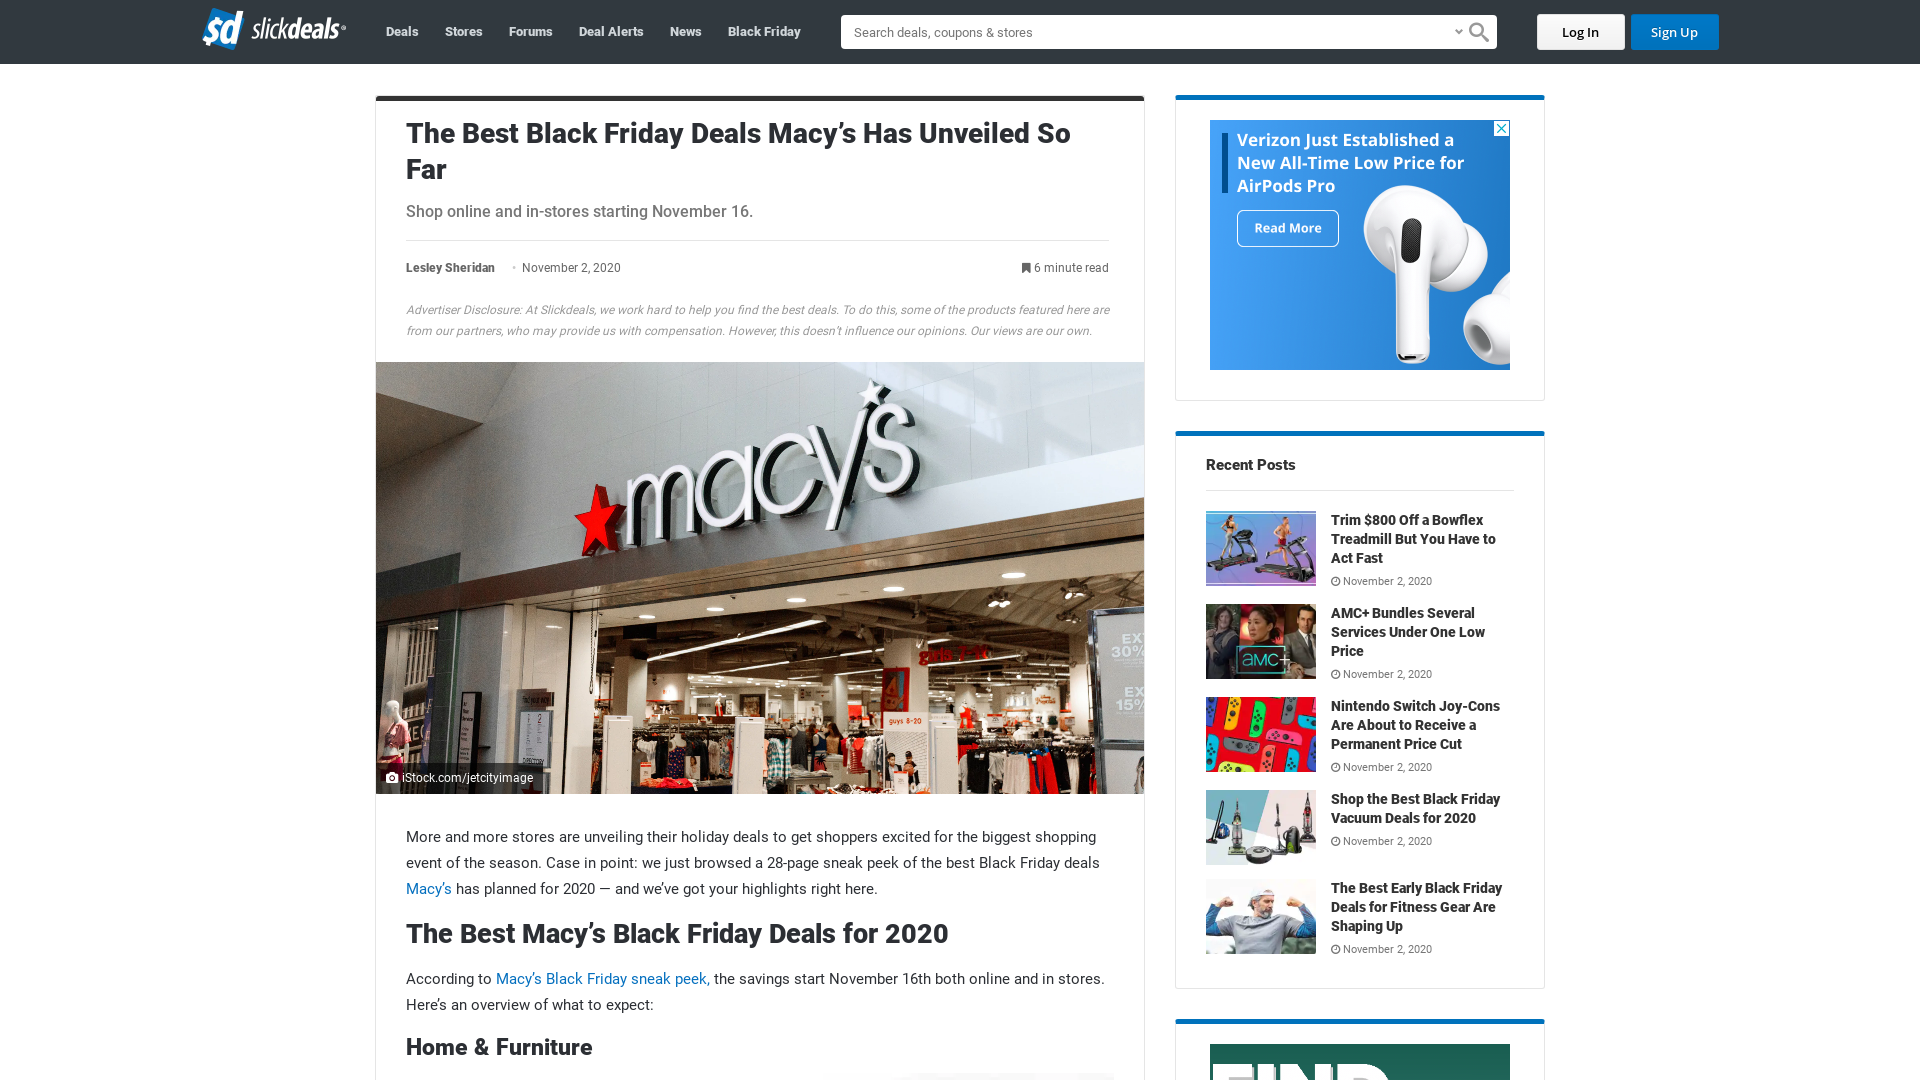 $d slickdeals
Deals
Stores
Forums
Deal Alerts
News
Black Friday
Search deals, coupons & stores
Log In
Sign Up
The Best Black Friday Deals Macy’s Has Unveiled So
Far
Shop online and in-stores starting November 16.
Lesley Sheridan • November 2, 2020
6 minute read
Advertiser Disclosure: At Slickdeals, we work hard to help you find the best deals. To do this, some of the products featured here are
from our partners, who may provide us with compensation. However, this doesn’t influence our opinions. Our views are our own.
macy's
girls 7-16
guys 8-20
EX
30%
EX
15%
DIRECTORY
iStock.com/jetcityimage
More and more stores are unveiling their holiday deals to get shoppers excited for the biggest shopping
event of the season. Case in point: we just browsed a 28-page sneak peek of the best Black Friday deals
Macy’s has planned for 2020 — and we’ve got your highlights right here.
The Best Macy’s Black Friday Deals for 2020
According to Macy’s Black Friday sneak peek, the savings start November 16th both online and in stores.
Here’s an overview of what to expect:
Home & Furniture
Verizon Just Established a
New All-Time Low Price for
AirPods Pro
Read More
Recent Posts
Trim $800 Off a Bowflex
Treadmill But You Have to
Act Fast
November 2, 2020
aMC+
AMC+ Bundles Several
Services Under One Low
Price
November 2, 2020
Nintendo Switch Joy-Cons
Are About to Receive a
Permanent Price Cut
November 2, 2020
Shop the Best Black Friday
Vacuum Deals for 2020
November 2, 2020
The Best Early Black Friday
Deals for Fitness Gear Are
Shaping Up
November 2, 2020
FIND